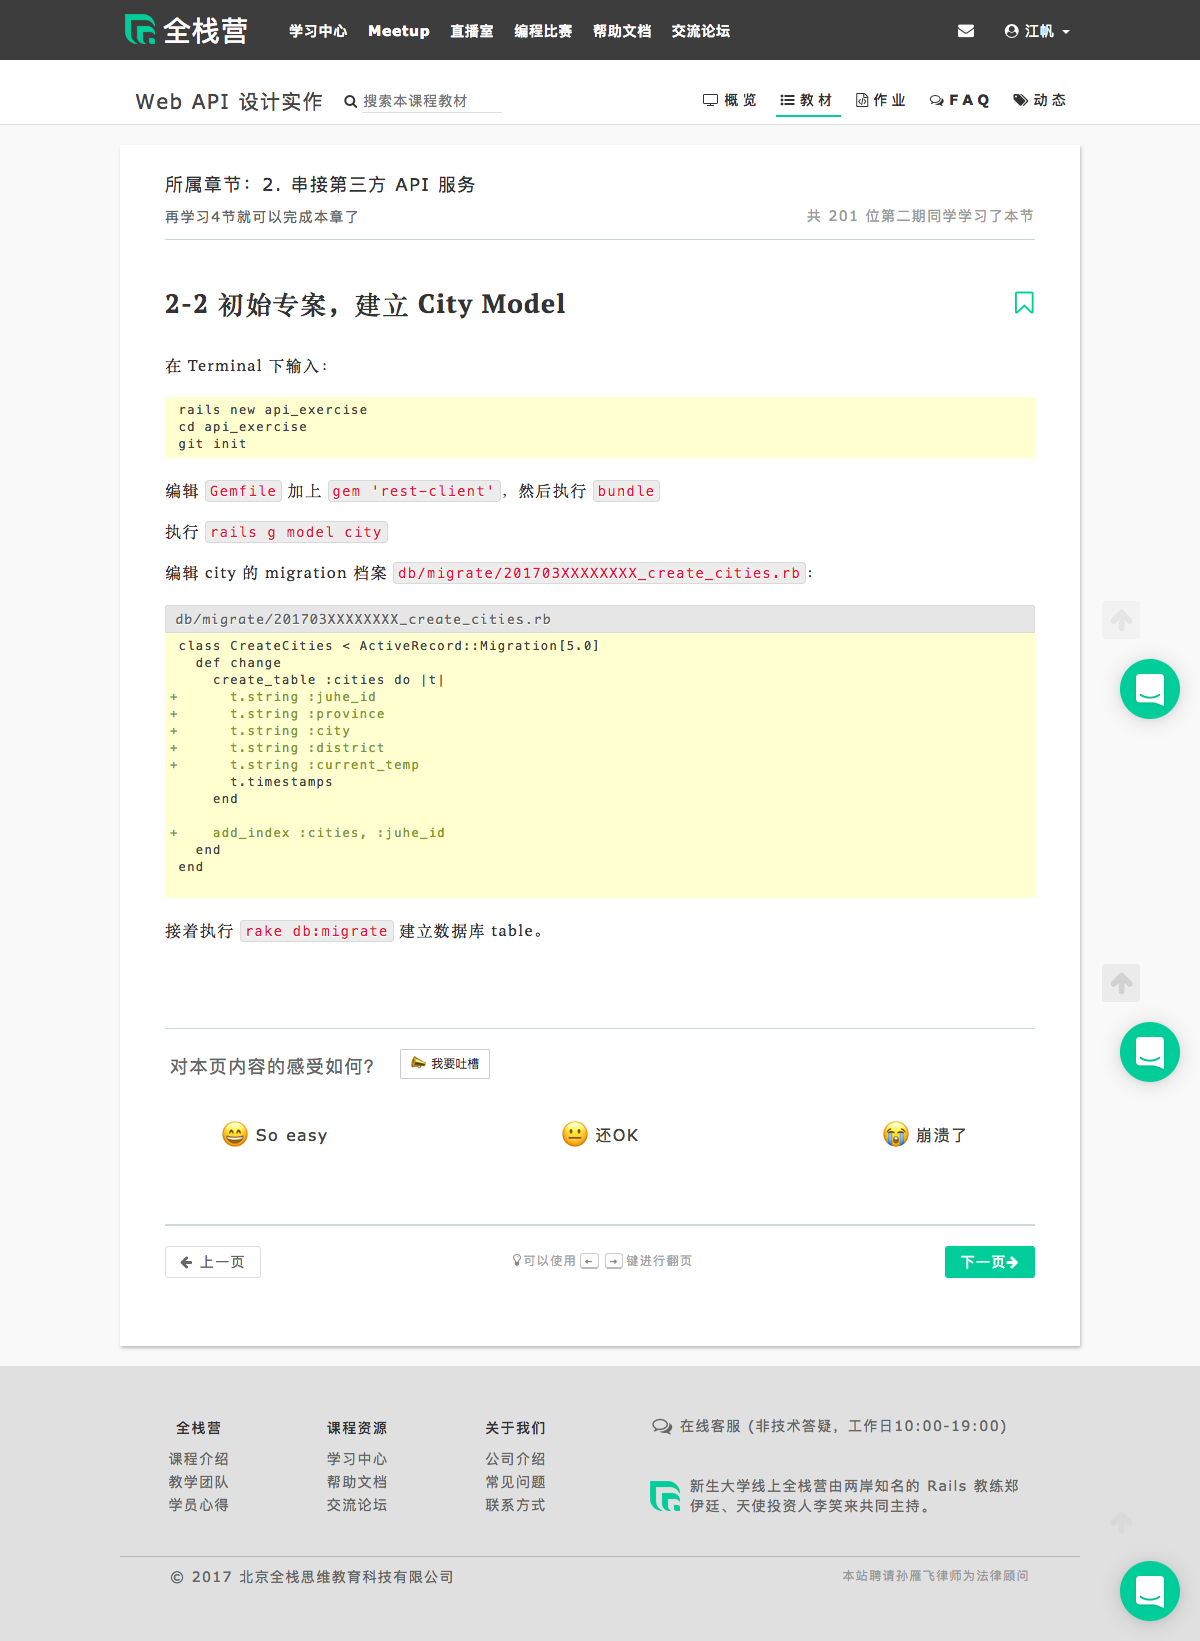 全栈营 学习中心 Meetup 直播室 编程比赛 帮助文档 交流论坛 江帆
Web API 设计实作 搜索本课程教材 概览 教材 作业 FAQ 动态
所属章节：2. 串接第三方 API 服务
再学习4节就可以完成本章了 共 201 位第二期同学学习了本节
2-2 初始专案，建立 City Model
在 Terminal 下输入：
rails new api_exercise
cd api_exercise
git init
编辑 Gemfile 加上 gem 'rest-client'，然后执行 bundle
执行 rails g model city
编辑 city 的 migration 档案 db/migrate/201703XXXXXXXX_create_cities.rb：
db/migrate/201703XXXXXXXX_create_cities.rb
class CreateCities < ActiveRecord::Migration[5.0]
def change
create_table :cities do |t|
+ t.string :juhe_id
+ t.string :province
+ t.string :city
+ t.string :district
+ t.string :current_temp
t.timestamps
end
+ add_index :cities, :juhe_id
end
end
接着执行 rake db:migrate 建立数据库 table。
对本页内容的感受如何? 我要吐槽
So easy 还OK 崩溃了
← 上一页 可以使用 ← → 键进行翻页 下一页→
全栈营 课程资源 关于我们 在线客服 (非技术答疑，工作日10:00-19:00)
课程介绍 学习中心 公司介绍
教学团队 帮助文档 常见问题 新生大学线上全栈营由两岸知名的 Rails 教练郑
学员心得 交流论坛 联系方式 伊廷、天使投资人李笑来共同主持。
© 2017 北京全栈思维教育科技有限公司 本站聘请孙雁飞律师为法律顾问